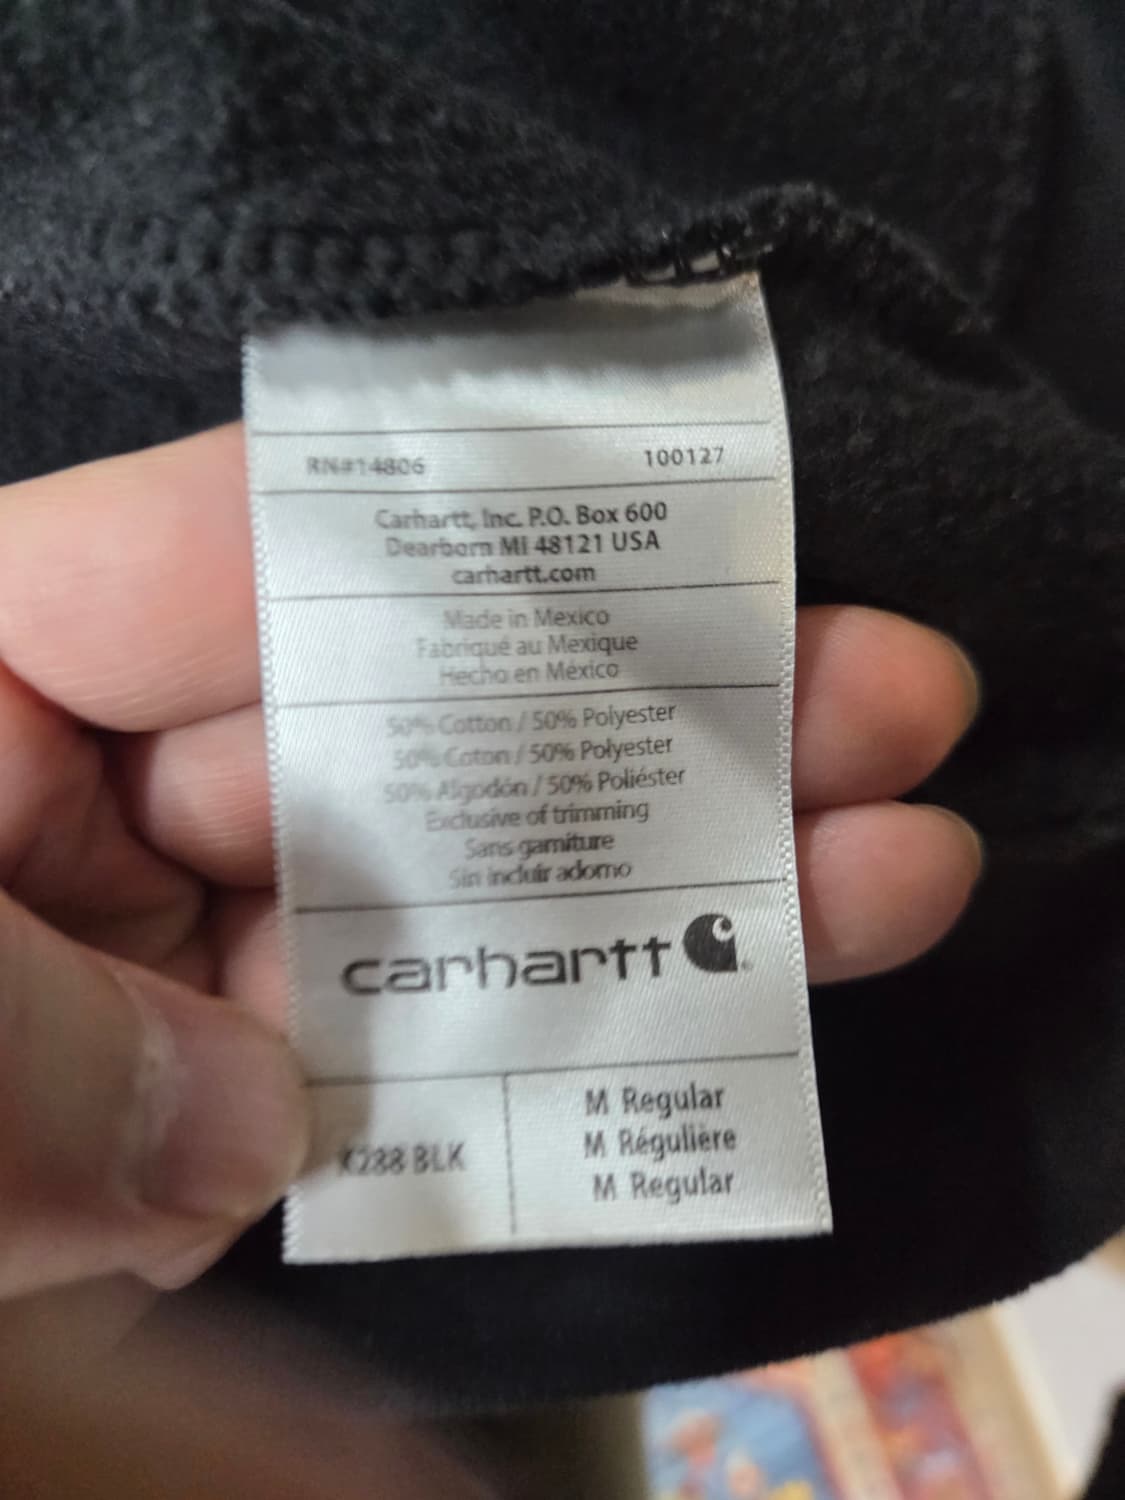 RN#14806 100127
Carhartt, Inc. P.O. Box 600
Dearborn MI 48121 USA
carhartt.com
Made in Mexico
Fabriqué au Mexique
Hecho en México
50% Cotton / 50% Polyester
50% Coton / 50% Polyester
50% Algodón / 50% Poliéster
Exclusive of trimming
Sans garniture
Sin incluir adorno
carhartt
K288 BLK
M Regular
M Régulière
M Regular